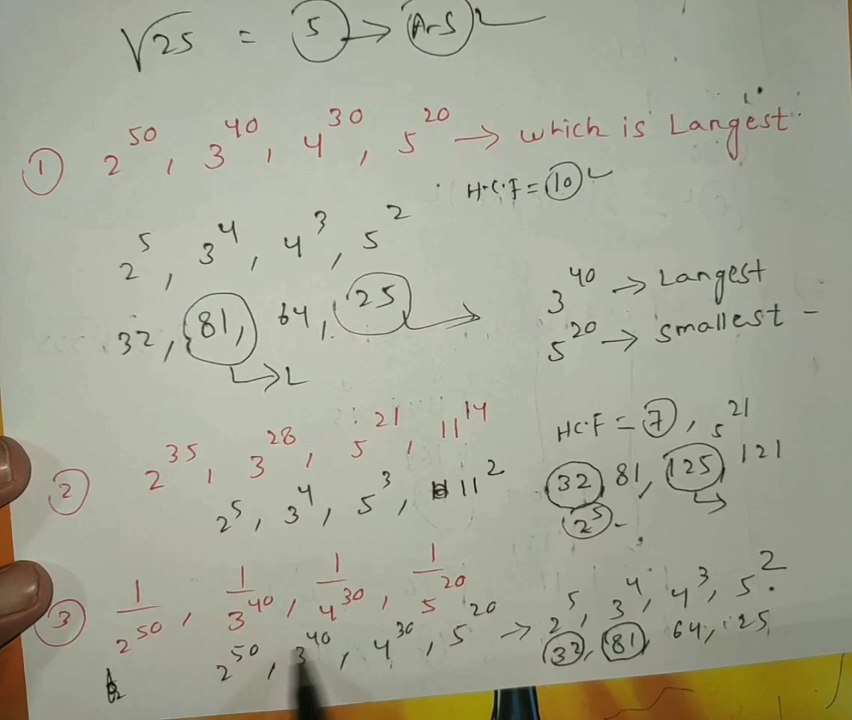 √25 = 5 → Ans
① 2^50, 3^40, 4^30, 5^20 → which is Largest
H.C.F = 10
2^5, 3^4, 4^3, 5^2
32, 81, 64, 25
→ L
3^40 → Largest
5^20 → smallest
② 2^35, 3^28, 5^21, 11^14
HCF = 7, 5^21
2^5, 3^4, 5^3, 11^2
32, 81, 125, 121
2^5
③ 1/2^50, 1/3^40, 1/4^30, 1/5^20
2^50, 3^40, 4^30, 5^20 → 2^5, 3^4, 4^3, 5^2
32, 81, 64, 25